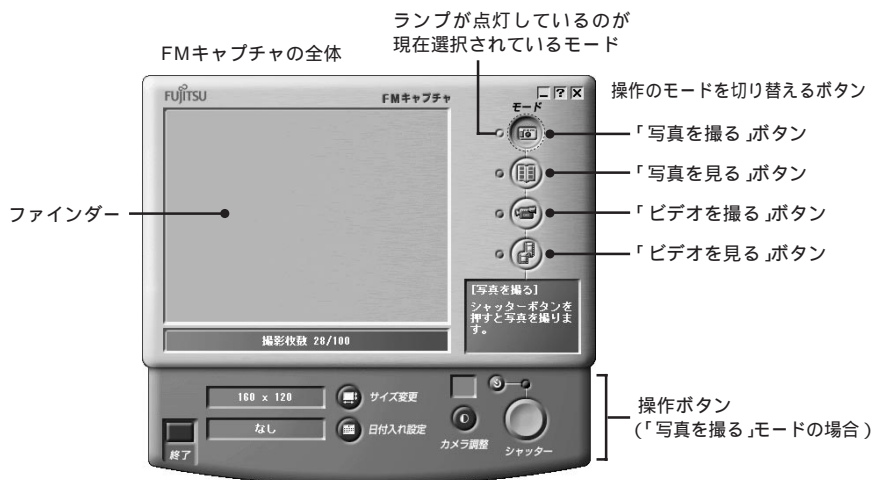 ランプが点灯しているのが
現在選択されているモード
FMキャプチャの全体
FUJITSU
FMキャプチャ
モード
操作のモードを切り替えるボタン
「写真を撮る」ボタン
「写真を見る」ボタン
ファインダー
「ビデオを撮る」ボタン
「ビデオを見る」ボタン
[写真を撮る]
シャッターボタンを
押すと写真を撮りま
す。
撮影枚数 28/100
160 x 120
サイズ変更
なし
日付入れ設定
カメラ調整
シャッター
終了
操作ボタン
(「写真を撮る」モードの場合)